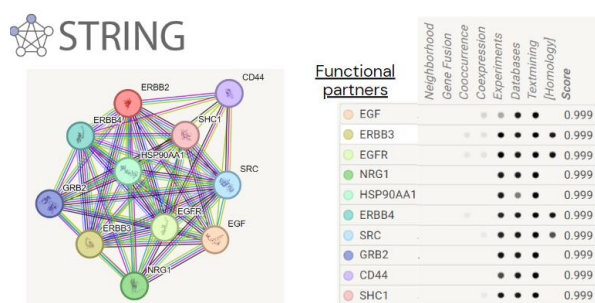 STRING
ERBB2
CD44
ERBB4
SHC1
HSP90AA1
SRC
GRB2
EGFR
EGF
ERBB3
NRG1
Functional
partners
Neighborhood
Gene Fusion
Cooccurrence
Coexpression
Experiments
Databases
Textmining
[Homology]
Score
EGF 0.999
ERBB3 0.999
EGFR 0.999
NRG1 0.999
HSP90AA1 0.999
ERBB4 0.999
SRC 0.999
GRB2 0.999
CD44 0.999
SHC1 0.999